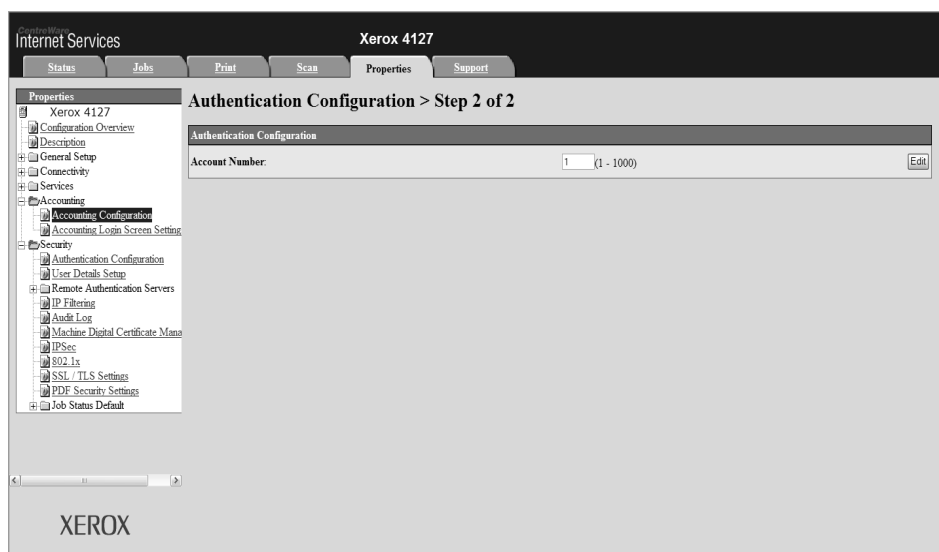 CentreWare
Internet Services
Xerox 4127
Status
Jobs
Print
Scan
Properties
Support
Properties
Xerox 4127
Configuration Overview
Description
General Setup
Connectivity
Services
Accounting
Accounting Configuration
Accounting Login Screen Setting
Security
Authentication Configuration
User Details Setup
Remote Authentication Servers
IP Filtering
Audit Log
Machine Digital Certificate Mana
IPSec
802.1x
SSL / TLS Settings
PDF Security Settings
Job Status Default
XEROX
Authentication Configuration > Step 2 of 2
Authentication Configuration
Account Number:
1 (1 - 1000)
Edit